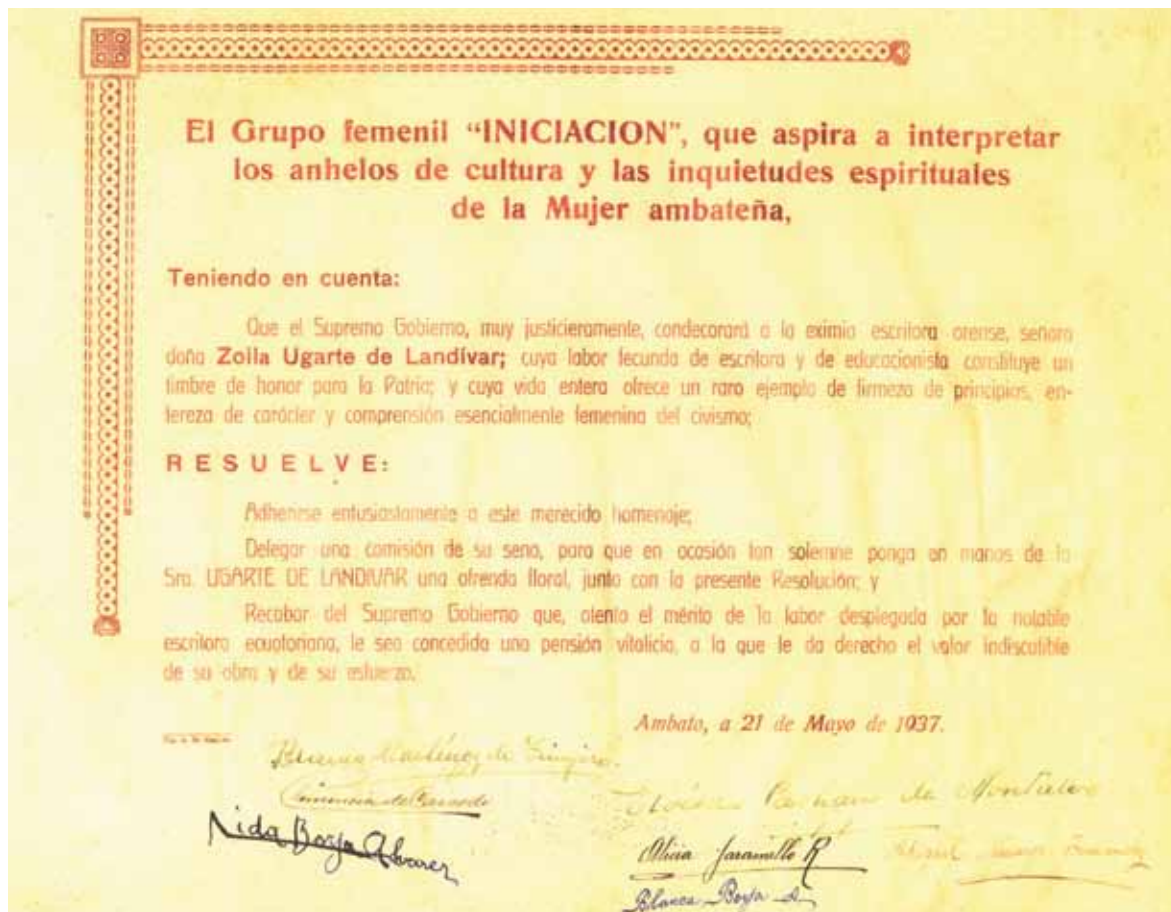 El Grupo femenil “INICIACION”, que aspira a interpretar
los anhelos de cultura y las inquietudes espirituales
de la Mujer ambateña,
Teniendo en cuenta:
Que el Supremo Gobierno, muy justicieramente, condecorará a la eximia escritora orense, señora
doña Zoila Ugarte de Landívar; cuya labor fecunda de escritora y de educacionista constituye un
timbre de honor para la Patria; y cuya vida entera ofrece un raro ejemplo de firmeza de principios, en-
tereza de carácter y comprensión esencialmente femenina del civismo;
RESUELVE:
Adherirse entusiastamente a este merecido homenaje;
Delegar una comisión de su seno, para que en ocasión tan solemne ponga en manos de la
Sra. UGARTE DE LANDIVAR una ofrenda floral, junto con la presente Resolución; y
Recabar del Supremo Gobierno que, atento el mérito de la labor desplegada por la notable
escritora ecuatoriana, le sea concedida una pensión vitalicia, a la que le da derecho el valor indiscutible
de su obra y de su esfuerzo.
Ambato, a 21 de Mayo de 1937.
Martínez de
de Montalvo
Nida Borja Alvarez
Alicia Jaramillo R
Blanca Borja A.